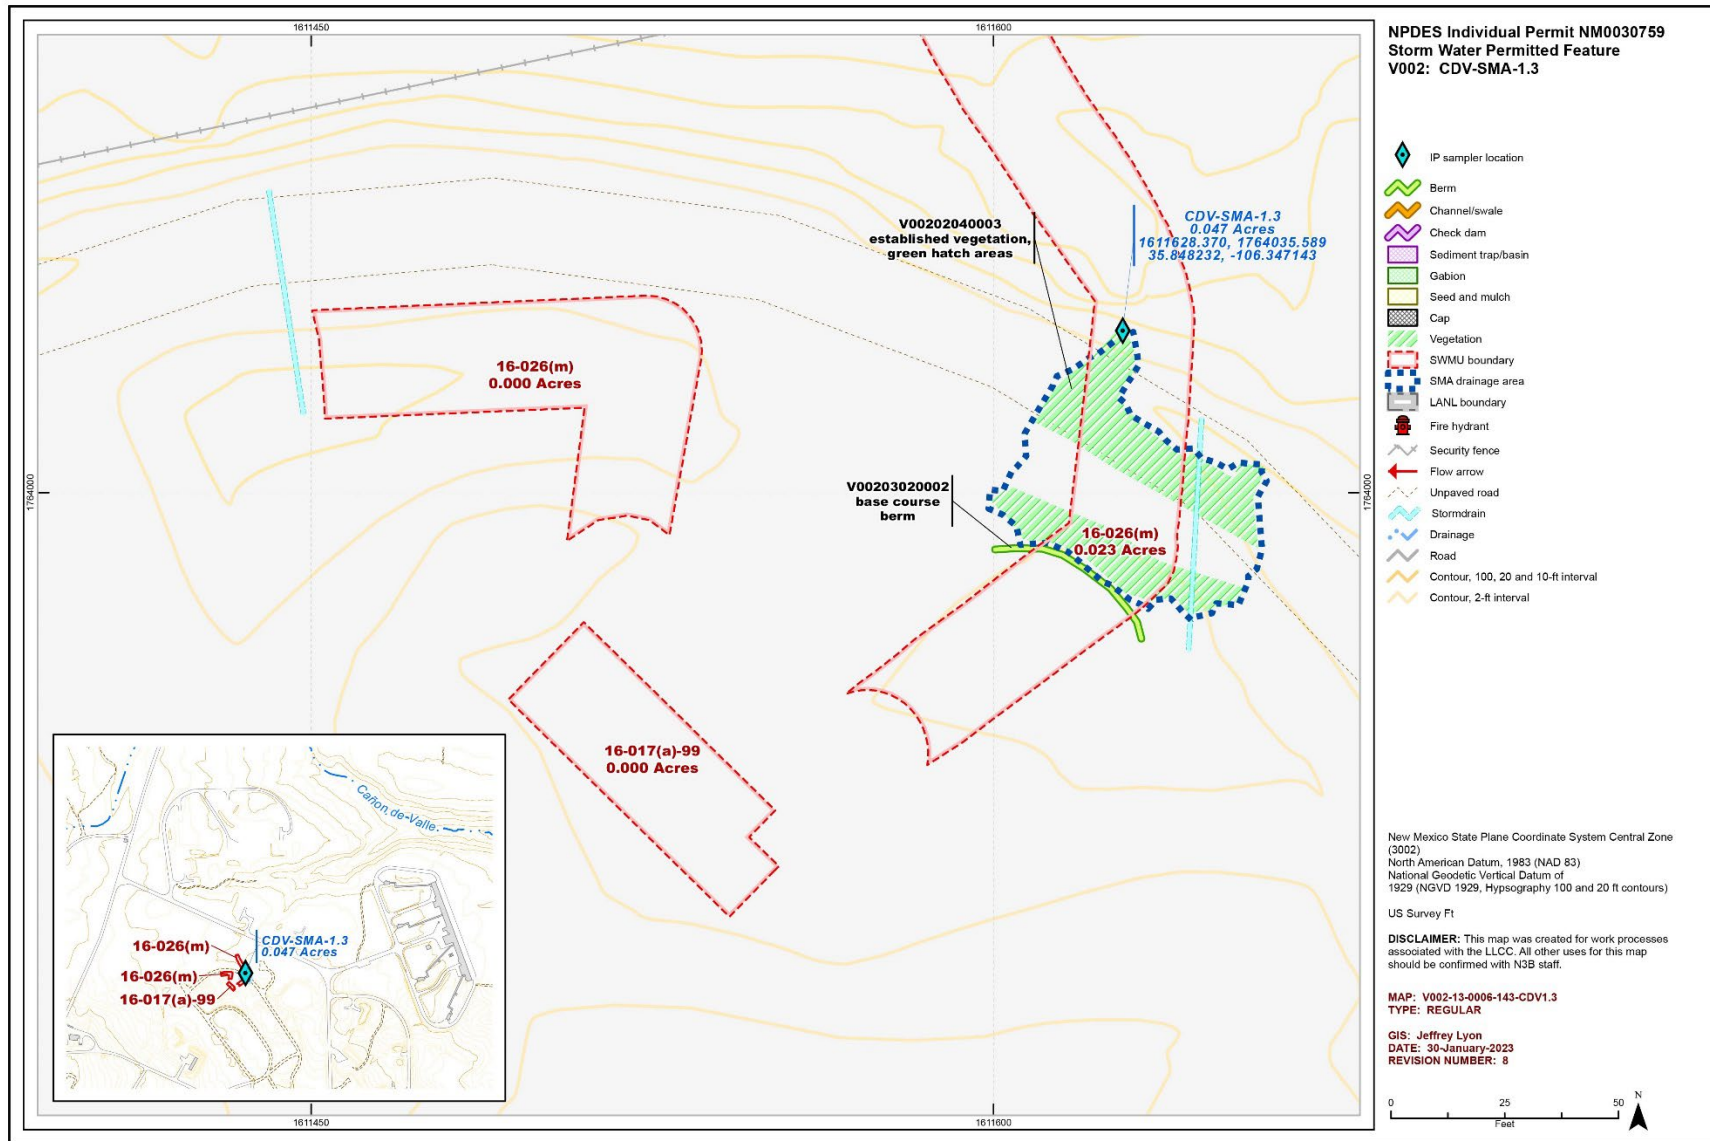 1611450
1611600
NPDES Individual Permit NM0030759
Storm Water Permitted Feature
V002: CDV-SMA-1.3
IP sampler location
Berm
Channel/swale
Check dam
Sediment trap/basin
Gabion
Seed and mulch
Cap
Vegetation
SWMU boundary
SMA drainage area
LANL boundary
Fire hydrant
Security fence
Flow arrow
Unpaved road
Stormdrain
Drainage
Road
Contour, 100, 20 and 10-ft interval
Contour, 2-ft interval
V00202040003
established vegetation,
green hatch areas
CDV-SMA-1.3
0.047 Acres
1611628.370, 1764035.589
35.848232, -106.347143
16-026(m)
0.000 Acres
1764000
1764000
V00203020002
base course
berm
16-026(m)
0.023 Acres
16-017(a)-99
0.000 Acres
Cañon-de-Valle
CDV-SMA-1.3
0.047 Acres
16-026(m)
16-026(m)
16-017(a)-99
1611450
1611600
New Mexico State Plane Coordinate System Central Zone
(3002)
North American Datum, 1983 (NAD 83)
National Geodetic Vertical Datum of
1929 (NGVD 1929, Hypsography 100 and 20 ft contours)
US Survey Ft
DISCLAIMER: This map was created for work processes
associated with the LLCC. All other uses for this map
should be confirmed with N3B staff.
MAP: V002-13-0006-143-CDV1.3
TYPE: REGULAR
GIS: Jeffrey Lyon
DATE: 30-January-2023
REVISION NUMBER: 8
0 25 50
Feet
N